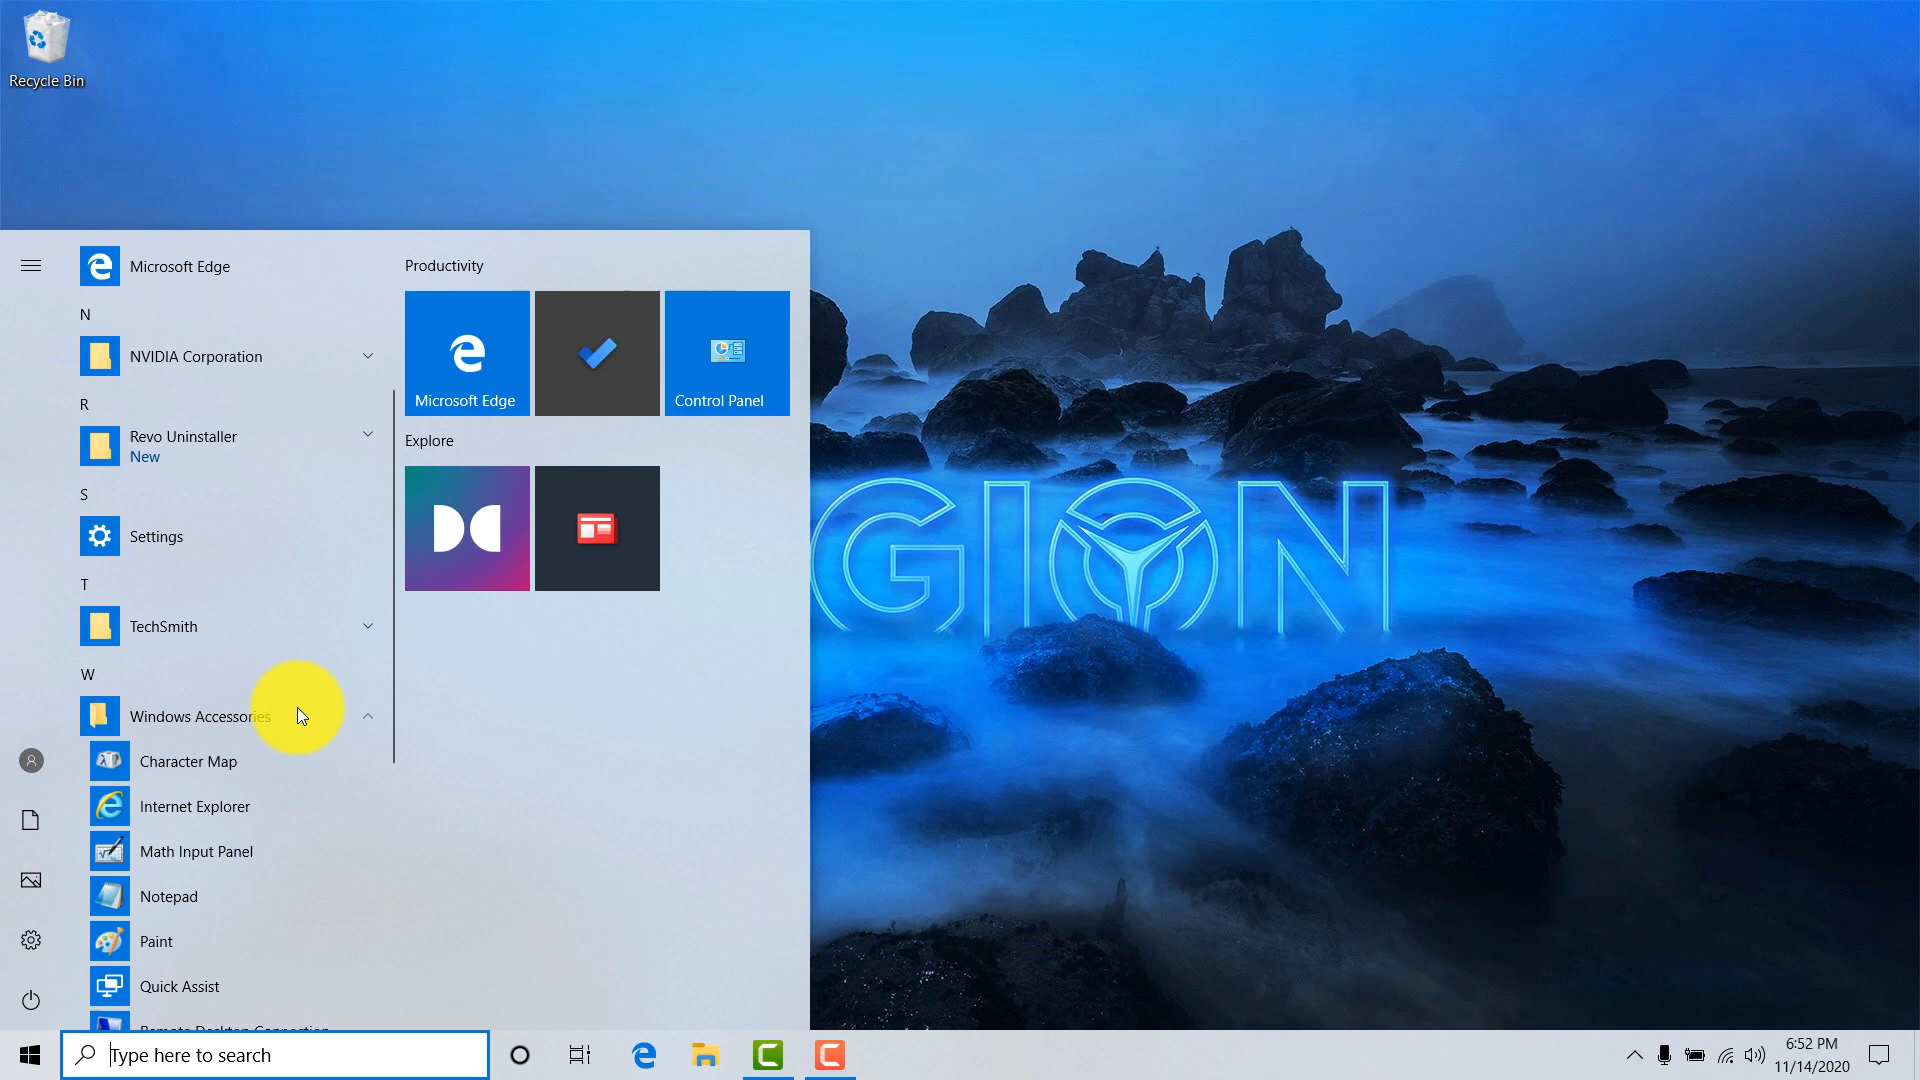 Recycle Bin
Microsoft Edge
N
NVIDIA Corporation
R
Revo Uninstaller
New
S
Settings
T
TechSmith
W
Windows Accessories
Character Map
Internet Explorer
Math Input Panel
Notepad
Paint
Quick Assist
Remote Desktop Connection
Productivity
Microsoft Edge
Control Panel
Explore
GION
Type here to search
6:52 PM
11/14/2020